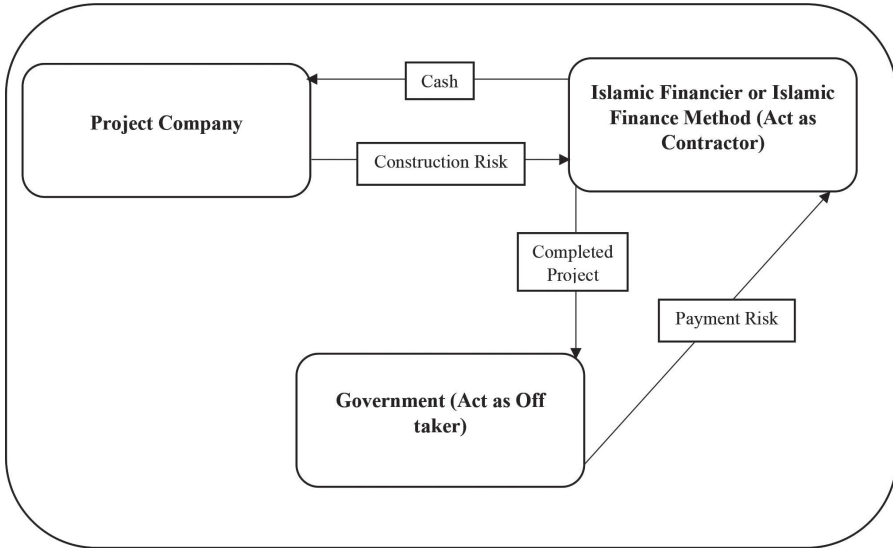 Cash
Project Company
Islamic Financier or Islamic
Finance Method (Act as
Contractor)
Construction Risk
Completed
Project
Payment Risk
Government (Act as Off
taker)